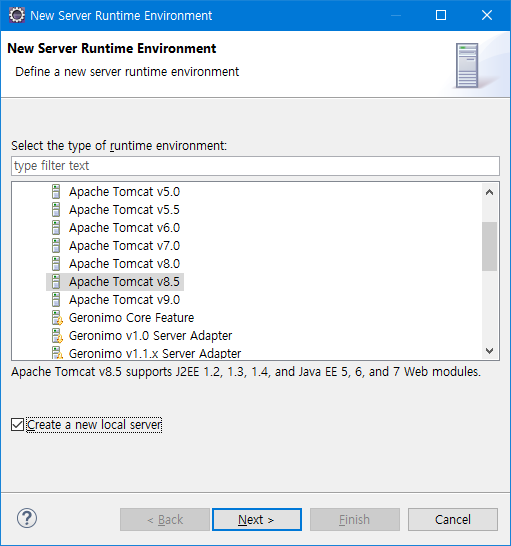 New Server Runtime Environment
New Server Runtime Environment
Define a new server runtime environment
Select the type of runtime environment:
type filter text
Apache Tomcat v5.0
Apache Tomcat v5.5
Apache Tomcat v6.0
Apache Tomcat v7.0
Apache Tomcat v8.0
Apache Tomcat v8.5
Apache Tomcat v9.0
Geronimo Core Feature
Geronimo v1.0 Server Adapter
Geronimo v1.1.x Server Adapter
Apache Tomcat v8.5 supports J2EE 1.2, 1.3, 1.4, and Java EE 5, 6, and 7 Web modules.
Create a new local server
? < Back Next > Finish Cancel